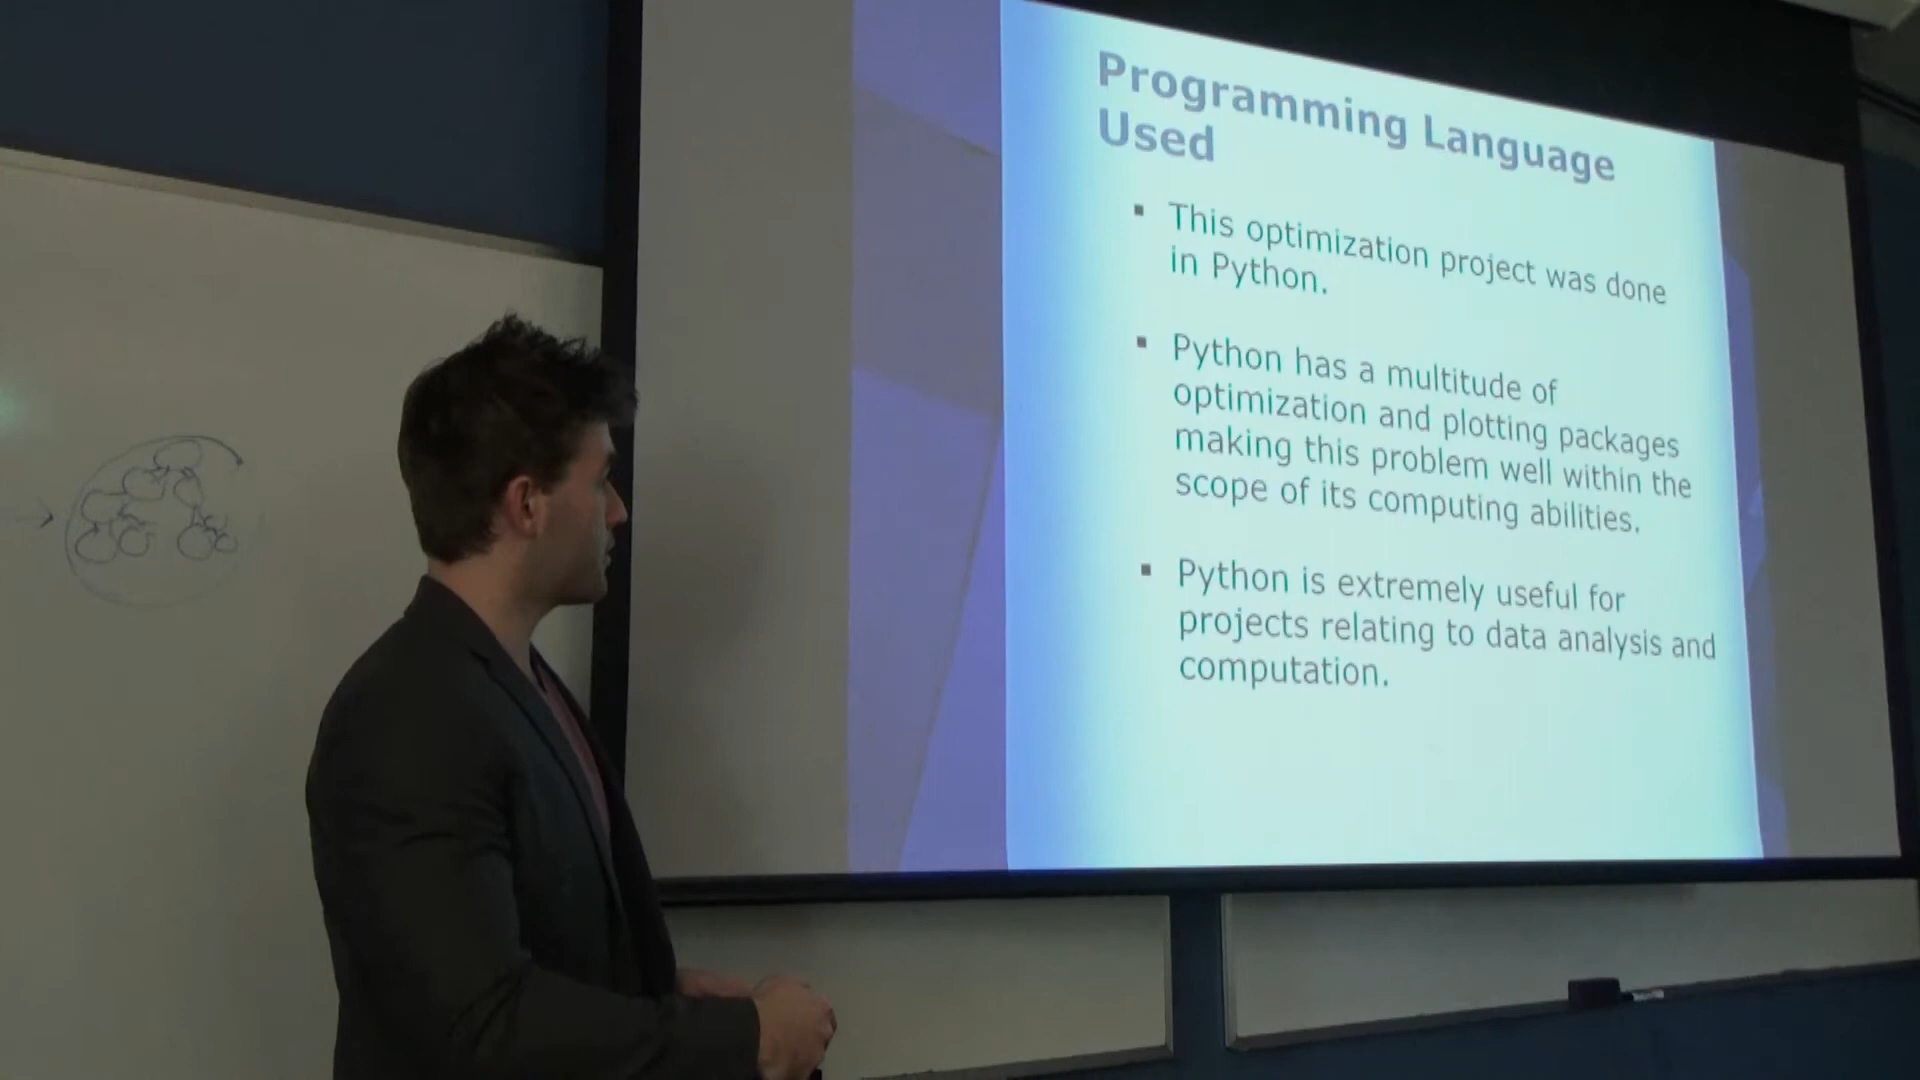 Programming Language
Used
▪ This optimization project was done
in Python.
▪ Python has a multitude of
optimization and plotting packages
making this problem well within the
scope of its computing abilities.
▪ Python is extremely useful for
projects relating to data analysis and
computation.